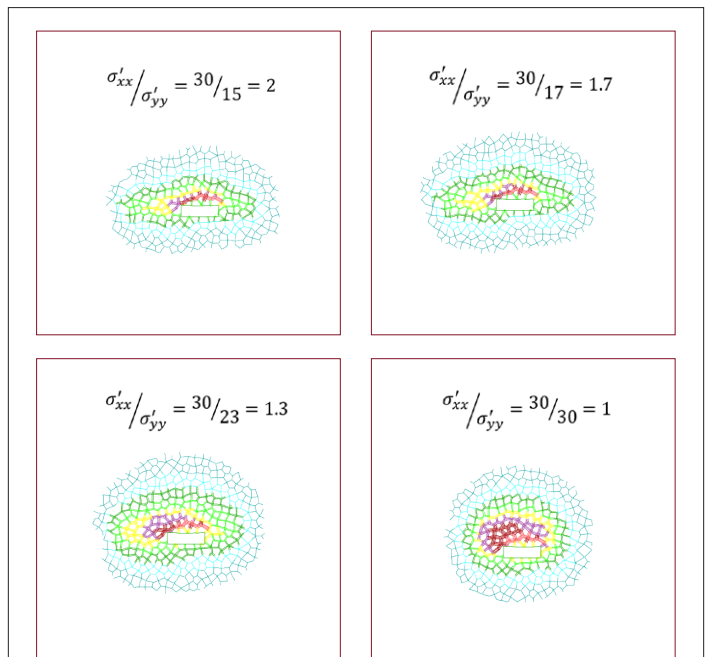 σ′xx/σ′yy = 30/15 = 2
σ′xx/σ′yy = 30/17 = 1.7
σ′xx/σ′yy = 30/23 = 1.3
σ′xx/σ′yy = 30/30 = 1